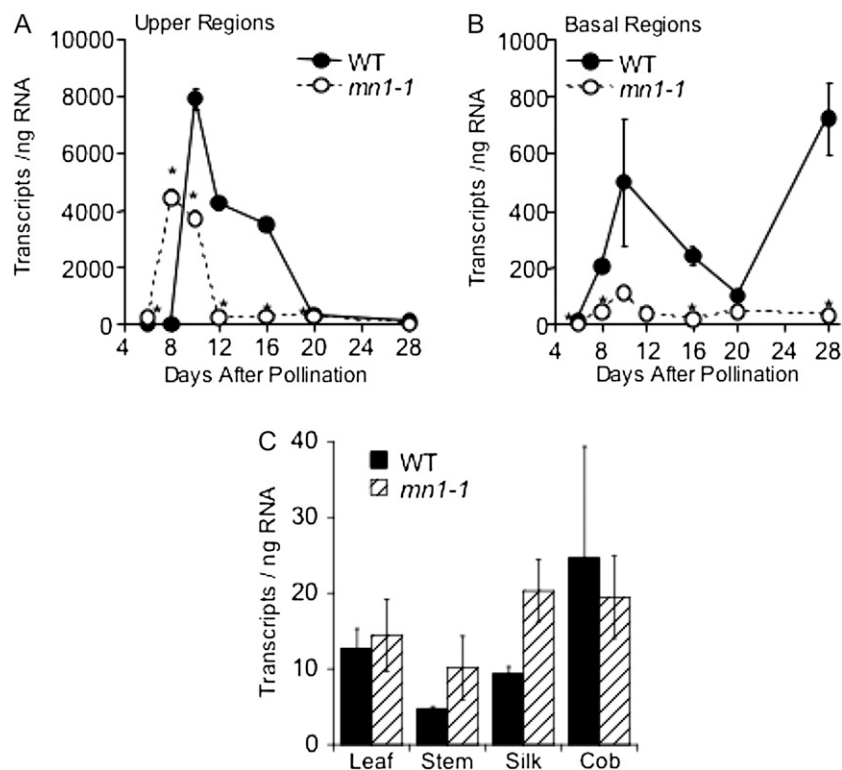 A Upper Regions
10000
8000
6000
4000
2000
0
Transcripts /ng RNA
WT
mn1-1
* * * * * *
4 8 12 16 20 28
Days After Pollination
B Basal Regions
1000
800
600
400
200
0
Transcripts /ng RNA
WT
mn1-1
* * * *
4 8 12 16 20 28
Days After Pollination
C
40
30
20
10
0
Transcripts / ng RNA
WT
mn1-1
Leaf Stem Silk Cob